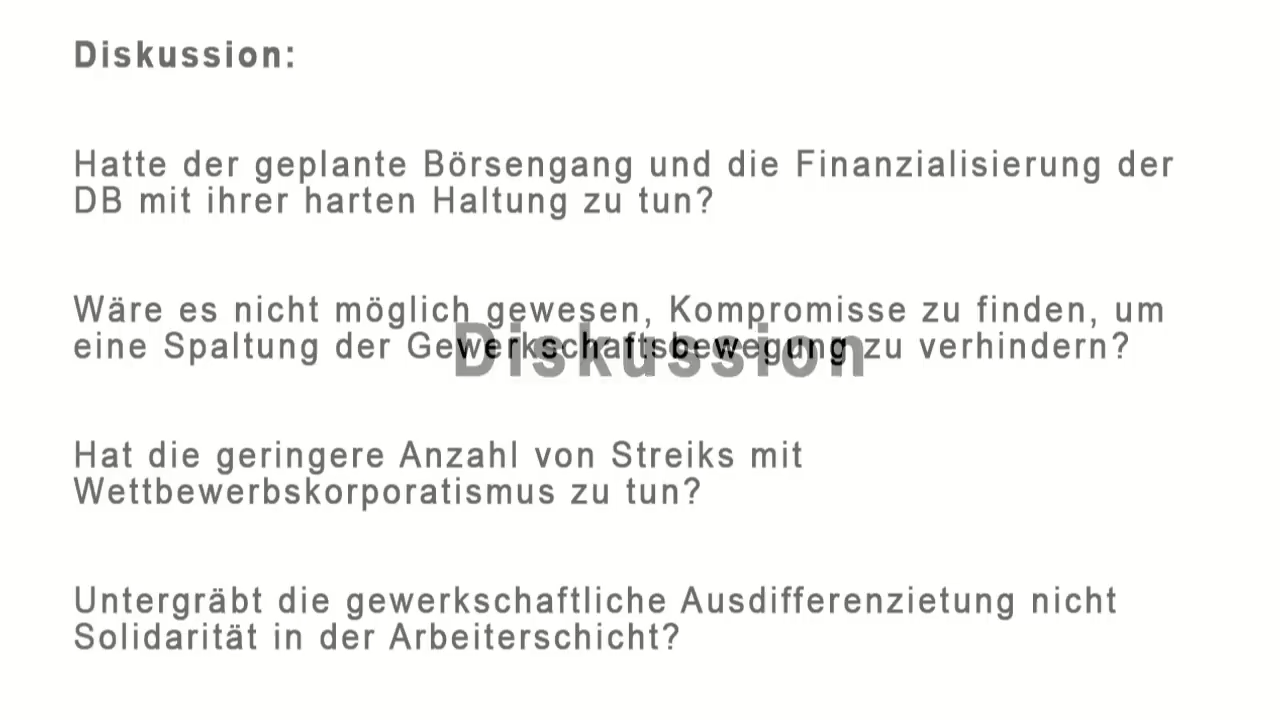 Diskussion:
Hatte der geplante Börsengang und die Finanzialisierung der
DB mit ihrer harten Haltung zu tun?
Wäre es nicht möglich gewesen, Kompromisse zu finden, um
eine Spaltung der Gewerkschaftsbewegung zu verhindern?
Diskussion
Hat die geringere Anzahl von Streiks mit
Wettbewerbskorporatismus zu tun?
Untergräbt die gewerkschaftliche Ausdifferenzietung nicht
Solidarität in der Arbeiterschicht?